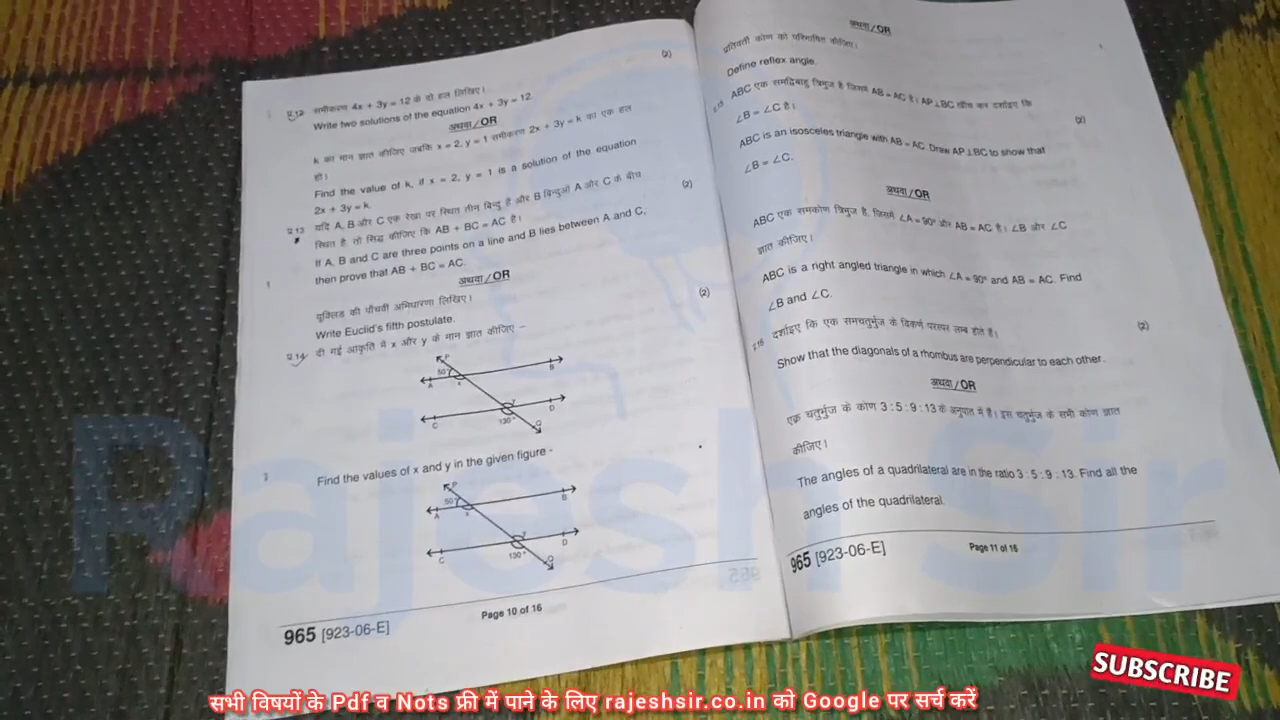 (2)
प्र.12 समीकरण 4x + 3y = 12 के दो हल लिखिए।
Write two solutions of the equation 4x + 3y = 12.
अथवा/OR
k का मान ज्ञात कीजिए जबकि x = 2, y = 1 समीकरण 2x + 3y = k का एक हल
हो।
Find the value of k, if x = 2, y = 1 is a solution of the equation
2x + 3y = k.
(2)
प्र.13 यदि A, B और C एक रेखा पर स्थित तीन बिन्दु हैं और B बिन्दुओं A और C के बीच
स्थित है, तो सिद्ध कीजिए कि AB + BC = AC है।
If A, B and C are three points on a line and B lies between A and C,
then prove that AB + BC = AC.
अथवा/OR
यूक्लिड की पाँचवी अभिधारणा लिखिए।
Write Euclid's fifth postulate.
(2)
प्र.14 दी गई आकृति में x और y के मान ज्ञात कीजिए –
P
50°
B
A
x
y
D
C
130°
Q
Find the values of x and y in the given figure -
P
50°
B
A
x
y
D
C
130°
Q
965 [923-06-E]
Page 10 of 16
अथवा/OR
प्रतिवर्ती कोण को परिभाषित कीजिए।
Define reflex angle.
प्र.15 ABC एक समद्विबाहु त्रिभुज है जिसमें AB = AC है। AP⊥BC खींच कर दर्शाइए कि
∠B = ∠C है।
(2)
ABC is an isosceles triangle with AB = AC. Draw AP⊥BC to show that
∠B = ∠C.
अथवा/OR
ABC एक समकोण त्रिभुज है, जिसमें ∠A = 90° और AB = AC है। ∠B और ∠C
ज्ञात कीजिए।
ABC is a right angled triangle in which ∠A = 90° and AB = AC. Find
∠B and ∠C.
प्र.16 दर्शाइए कि एक समचतुर्भुज के विकर्ण परस्पर लम्ब होते हैं।
(2)
Show that the diagonals of a rhombus are perpendicular to each other.
अथवा/OR
एक चतुर्भुज के कोण 3 : 5 : 9 : 13 के अनुपात में हैं। इस चतुर्भुज के सभी कोण ज्ञात
कीजिए।
The angles of a quadrilateral are in the ratio 3 : 5 : 9 : 13. Find all the
angles of the quadrilateral.
965 [923-06-E]
Page 11 of 16
Rajesh Sir
SUBSCRIBE
सभी विषयों के Pdf व Nots फ्री में पाने के लिए rajeshsir.co.in को Google पर सर्च करें